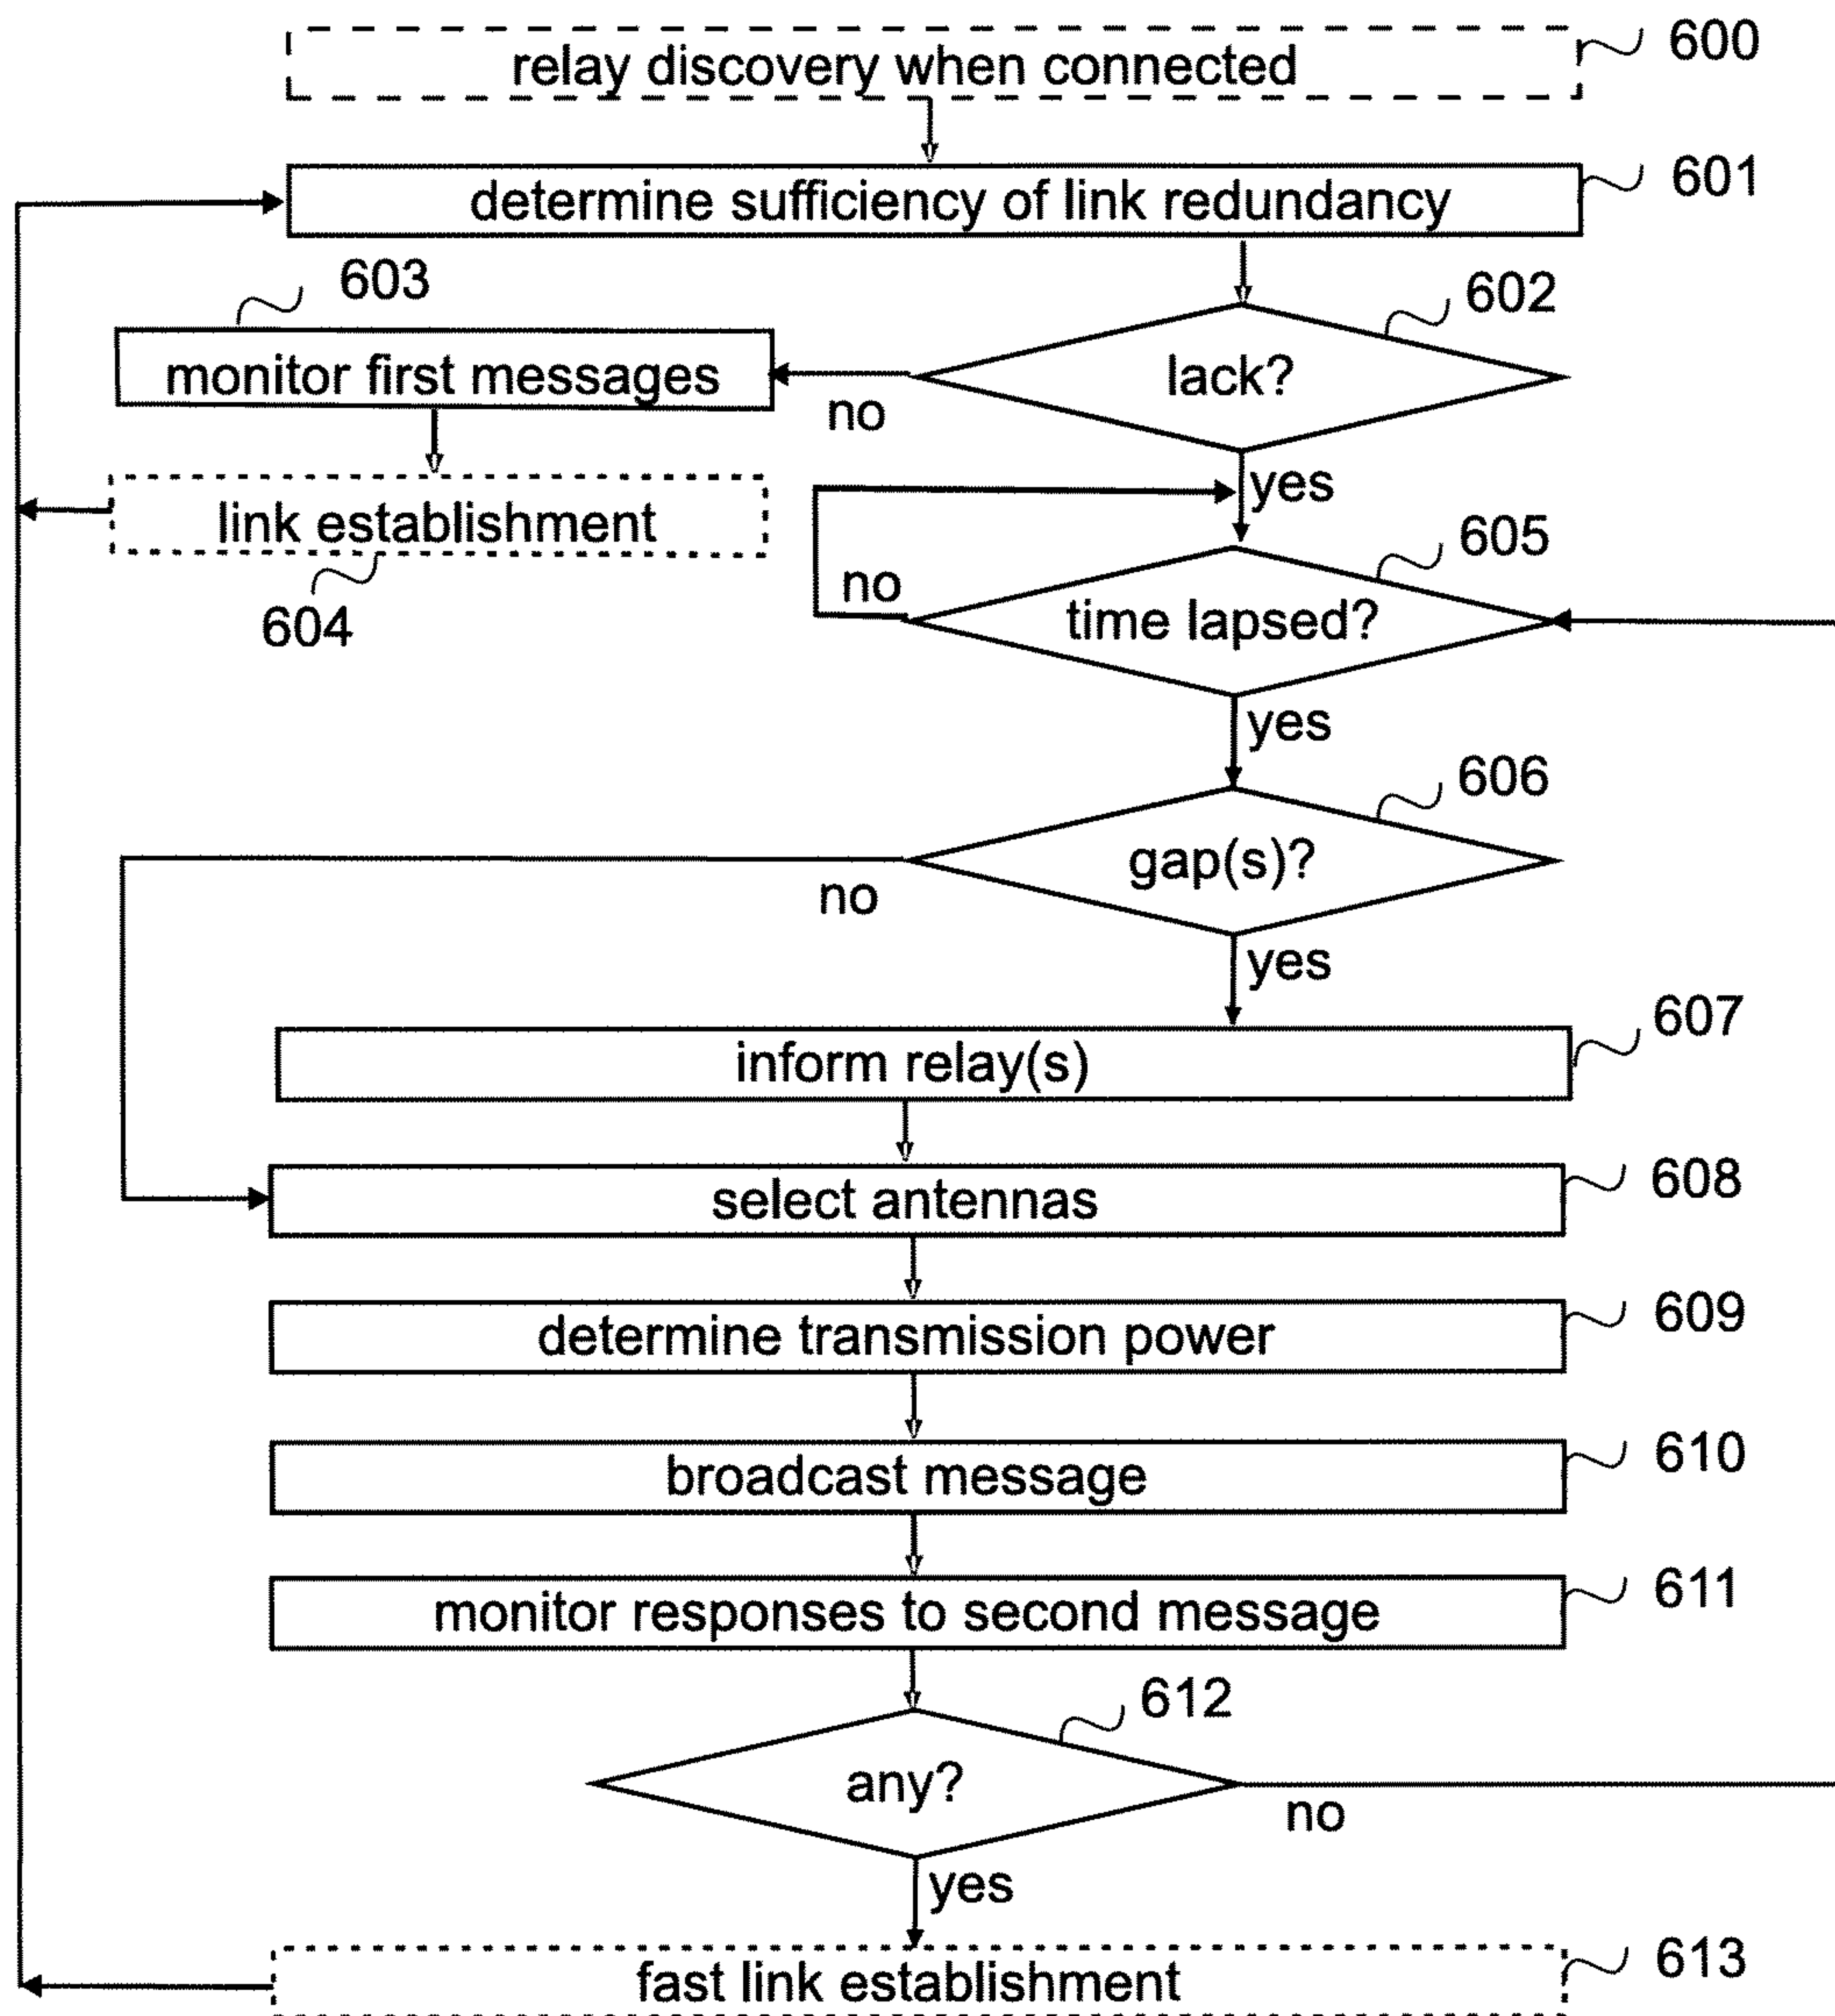 relay discovery when connected
600
determine sufficiency of link redundancy
601
603
602
monitor first messages
lack?
no
yes
link establishment
605
no
604
time lapsed?
yes
606
gap(s)?
no
yes
607
inform relay(s)
608
select antennas
609
determine transmission power
610
broadcast message
611
monitor responses to second message
612
any?
no
yes
613
fast link establishment